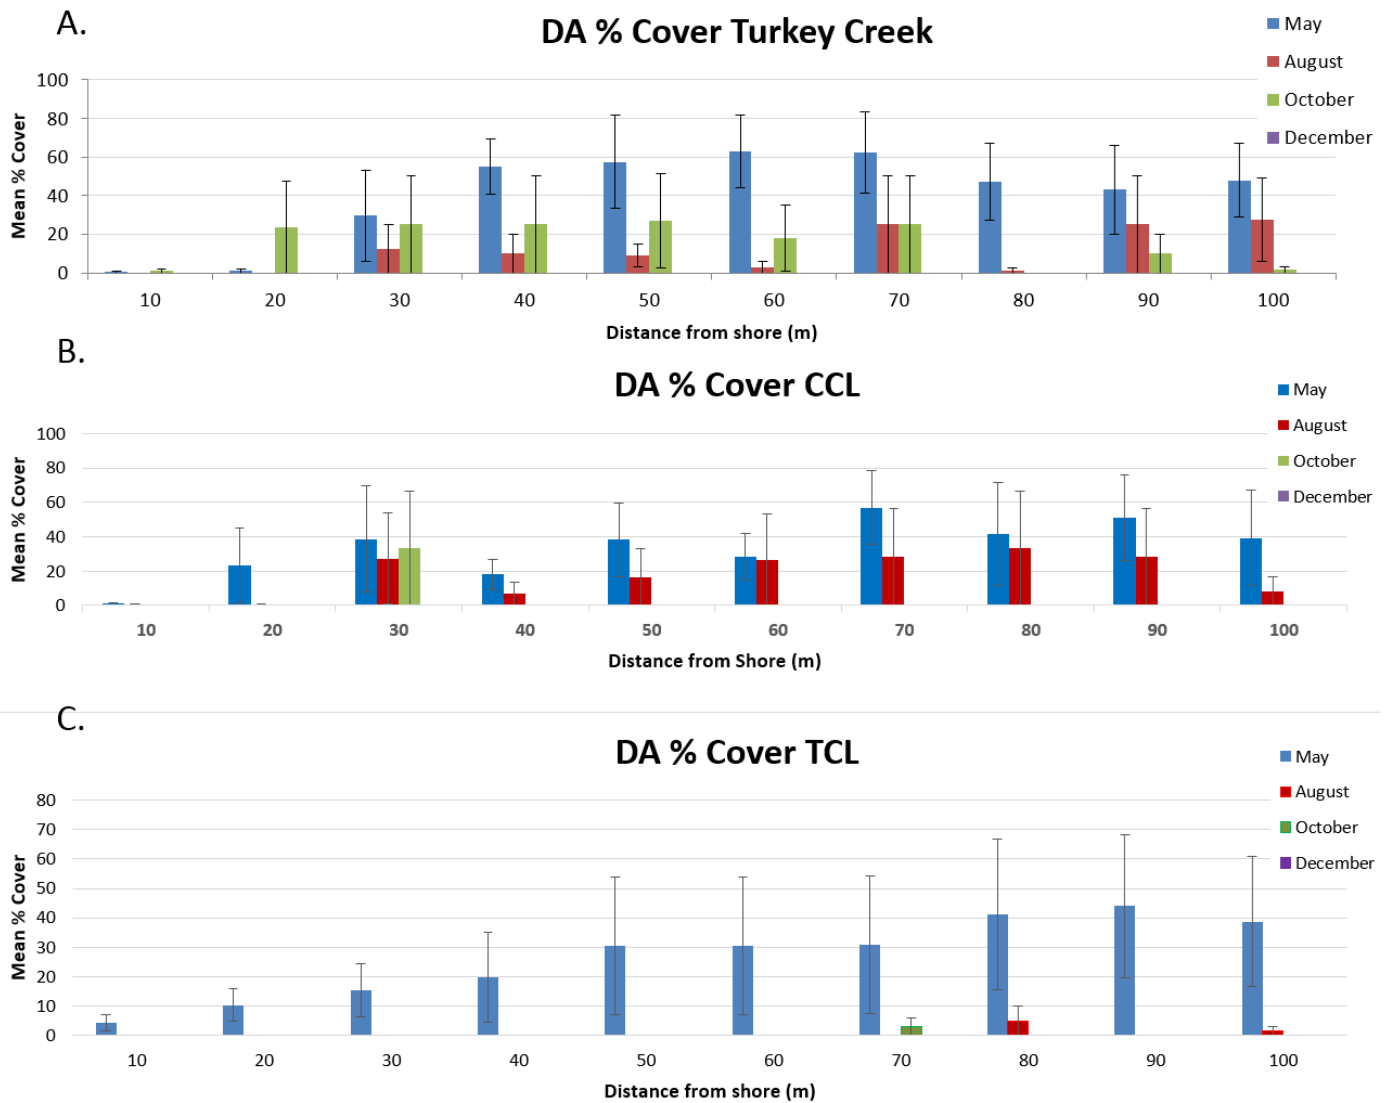 A.
DA % Cover Turkey Creek
May
August
October
December
Mean % Cover
100
80
60
40
20
0
10 20 30 40 50 60 70 80 90 100
Distance from shore (m)
B.
DA % Cover CCL
May
August
October
December
Mean % Cover
100
80
60
40
20
0
10 20 30 40 50 60 70 80 90 100
Distance from Shore (m)
C.
DA % Cover TCL
May
August
October
December
Mean % Cover
80
70
60
50
40
30
20
10
0
10 20 30 40 50 60 70 80 90 100
Distance from shore (m)